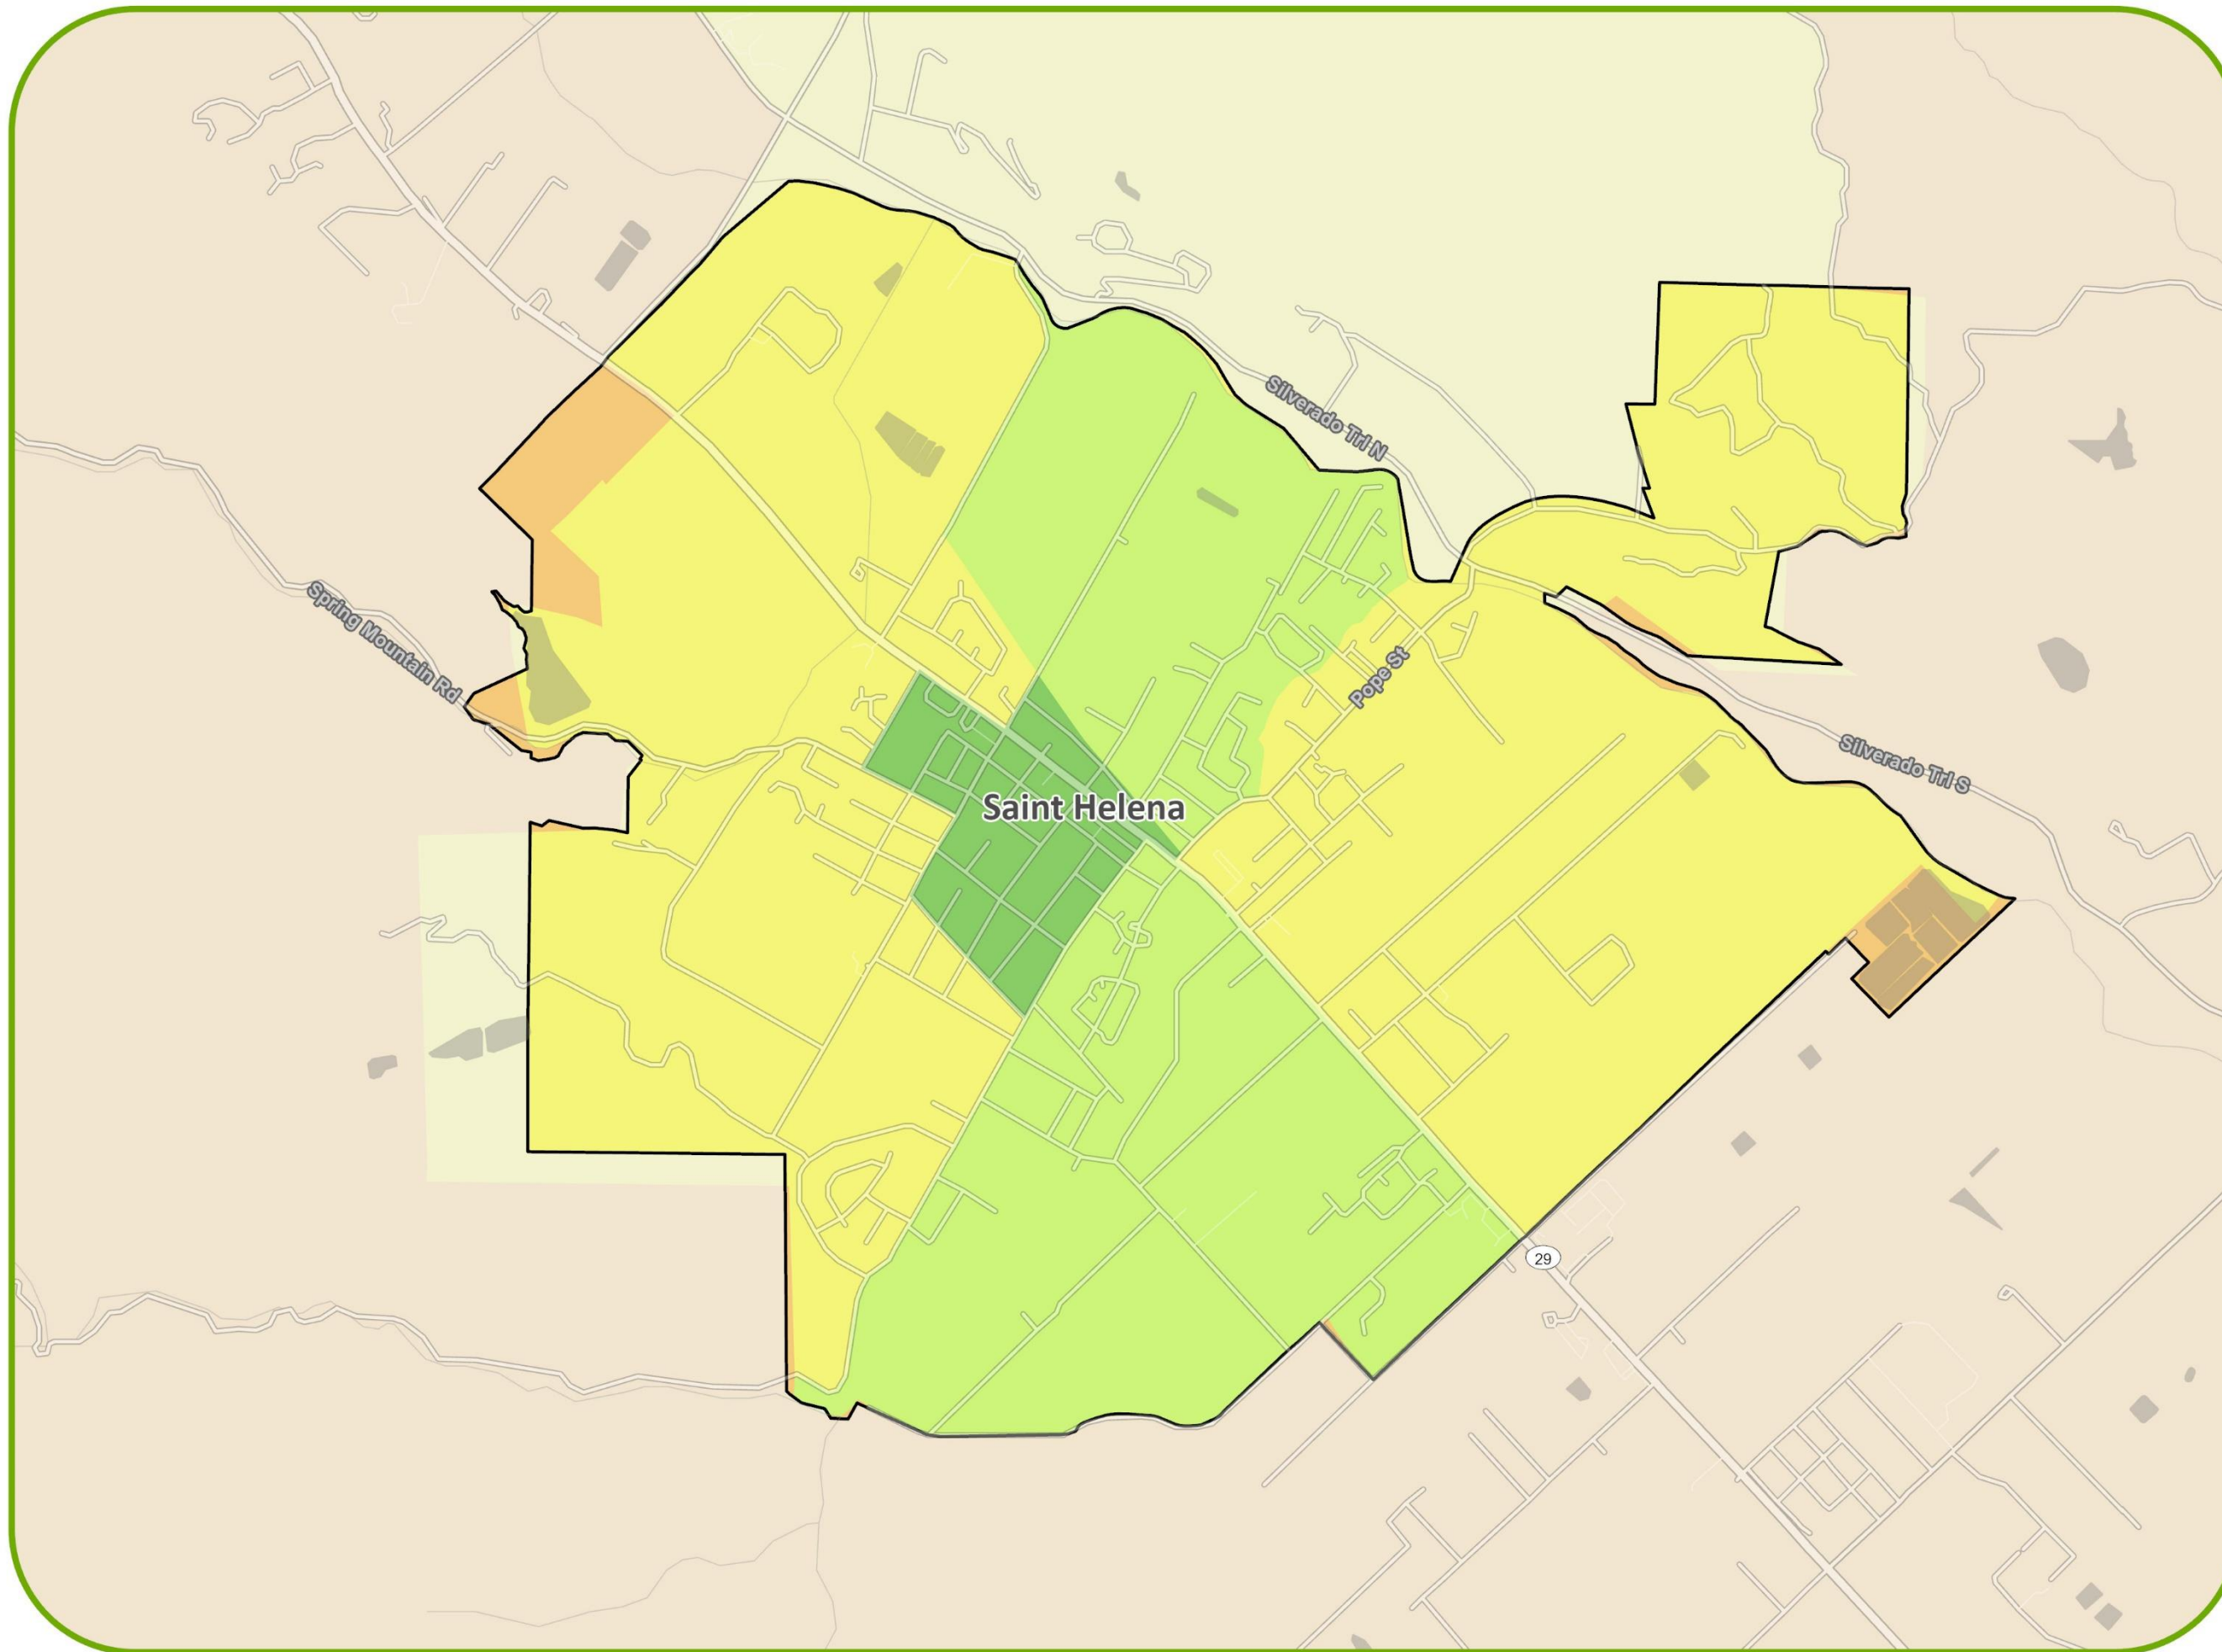 Silverado Trl N
Spring Mountain Rd
Pope St
Silverado Trl S
Saint Helena
29